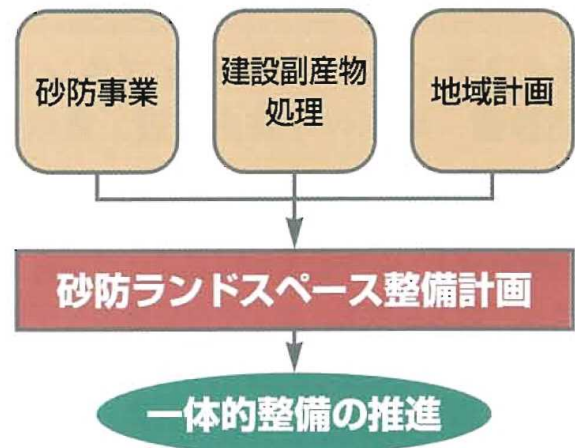 砂防事業
建設副産物
処理
地域計画
砂防ランドスペース整備計画
一体的整備の推進